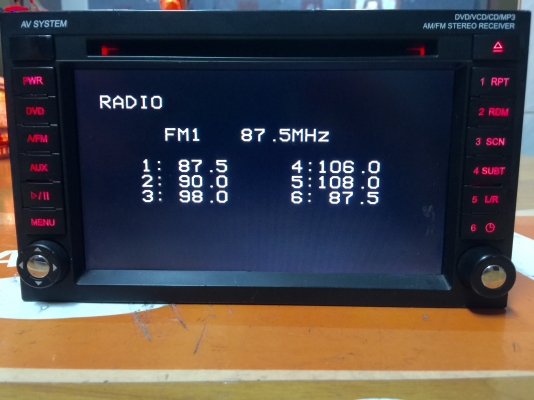 AV SYSTEM
DVD/VCD/CD/MP3
AM/FM STEREO RECEIVER
PWR
DVD
A/FM
AUX
MENU
RADIO
FM1 87.5MHz
1: 87.5 4:106.0
2: 90.0 5:108.0
3: 98.0 6: 87.5
1 RPT
2 RDM
3 SCN
4 SUBT
5 L/R
6